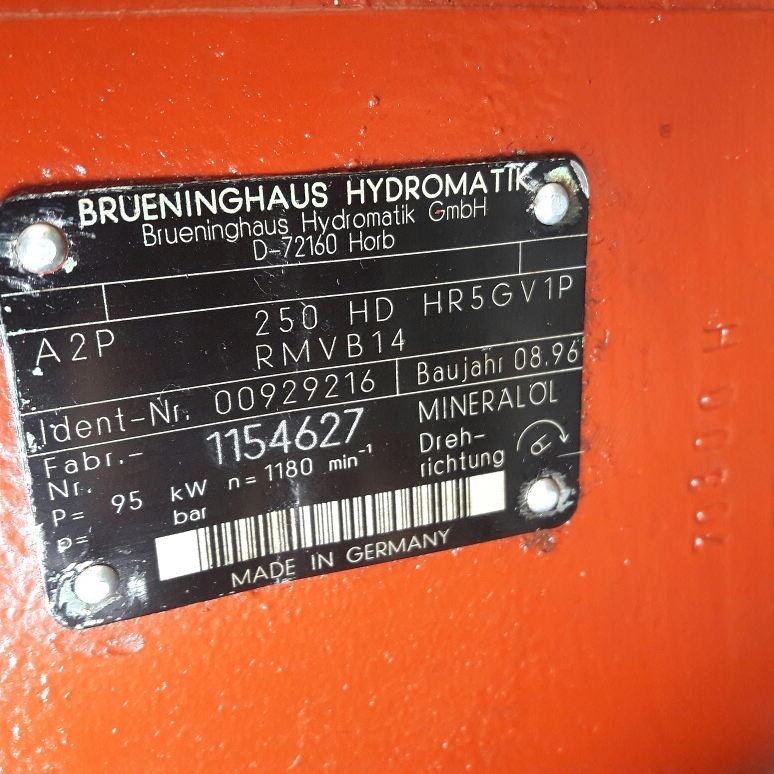 BRUENINGHAUS HYDROMATIK
Brueninghaus Hydromatik GmbH
D-72160 Horb
A2P 250 HD HR5GV1P
RMVB14
Ident-Nr. 00929216 Baujahr 08.96
Fabr.-
Nr. 1154627 MINERALÖL
P= 95 kW n= 1180 min⁻¹ Dreh-
richtung
p= bar
MADE IN GERMANY